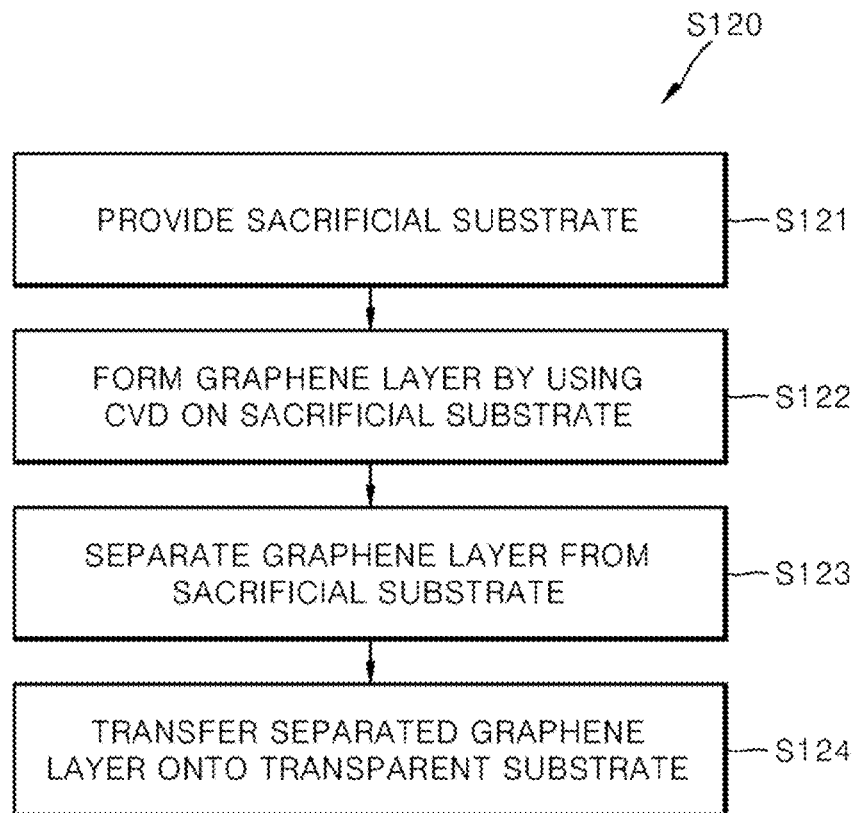 S120
PROVIDE SACRIFICIAL SUBSTRATE
S121
FORM GRAPHENE LAYER BY USING
CVD ON SACRIFICIAL SUBSTRATE
S122
SEPARATE GRAPHENE LAYER FROM
SACRIFICIAL SUBSTRATE
S123
TRANSFER SEPARATED GRAPHENE
LAYER ONTO TRANSPARENT SUBSTRATE
S124